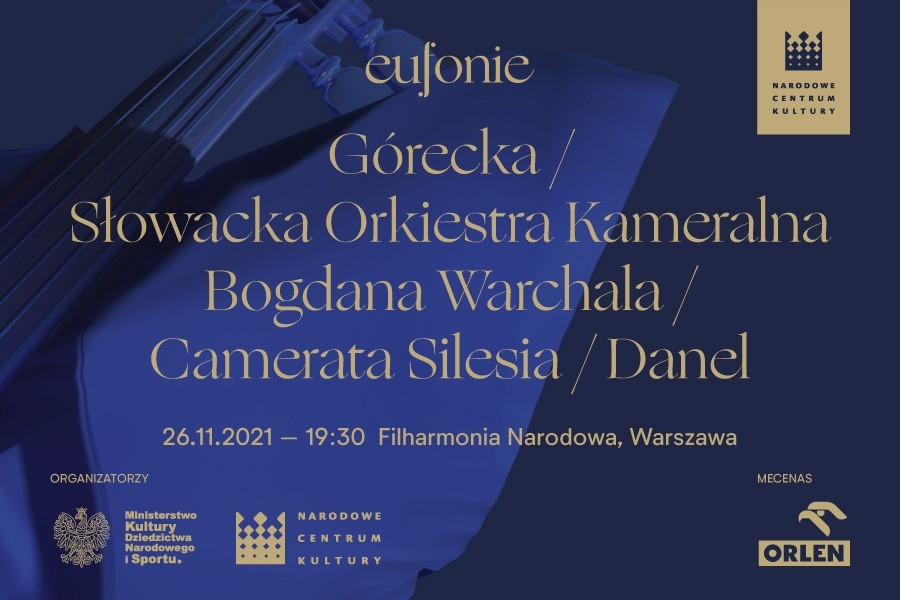 eufonie
NARODOWE
CENTRUM
KULTURY
Górecka /
Słowacka Orkiestra Kameralna
Bogdana Warchala /
Camerata Silesia / Danel
26.11.2021 — 19:30 Filharmonia Narodowa, Warszawa
ORGANIZATORZY
MECENAS
Ministerstwo
Kultury
Dziedzictwa
Narodowego
i Sportu.
NARODOWE
CENTRUM
KULTURY
ORLEN